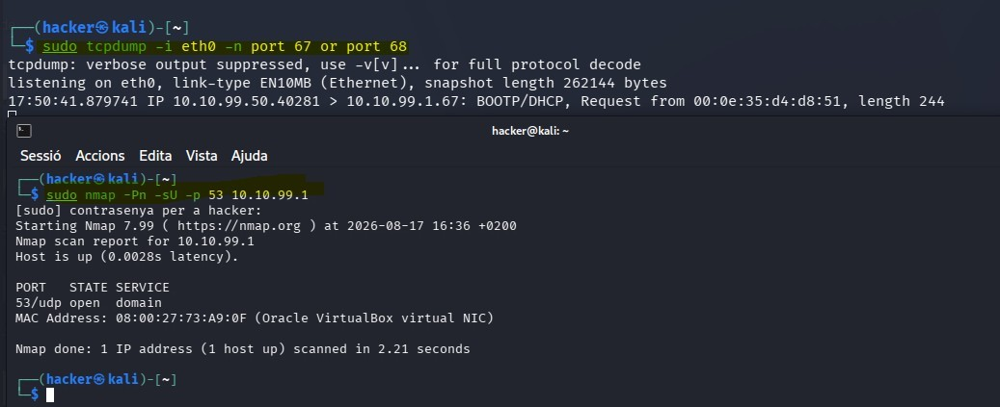 ┌──(hacker㉿kali)-[~]
└─$ sudo tcpdump -i eth0 -n port 67 or port 68
tcpdump: verbose output suppressed, use -v[v]... for full protocol decode
listening on eth0, link-type EN10MB (Ethernet), snapshot length 262144 bytes
17:50:41.879741 IP 10.10.99.50.40281 > 10.10.99.1.67: BOOTP/DHCP, Request from 00:0e:35:d4:d8:51, length 244
hacker@kali: ~
Sessió Accions Edita Vista Ajuda
┌──(hacker㉿kali)-[~]
└─$ sudo nmap -Pn -sU -p 53 10.10.99.1
[sudo] contrasenya per a hacker:
Starting Nmap 7.99 ( https://nmap.org ) at 2026-08-17 16:36 +0200
Nmap scan report for 10.10.99.1
Host is up (0.0028s latency).
PORT   STATE SERVICE
53/udp open  domain
MAC Address: 08:00:27:73:A9:0F (Oracle VirtualBox virtual NIC)
Nmap done: 1 IP address (1 host up) scanned in 2.21 seconds
┌──(hacker㉿kali)-[~]
└─$